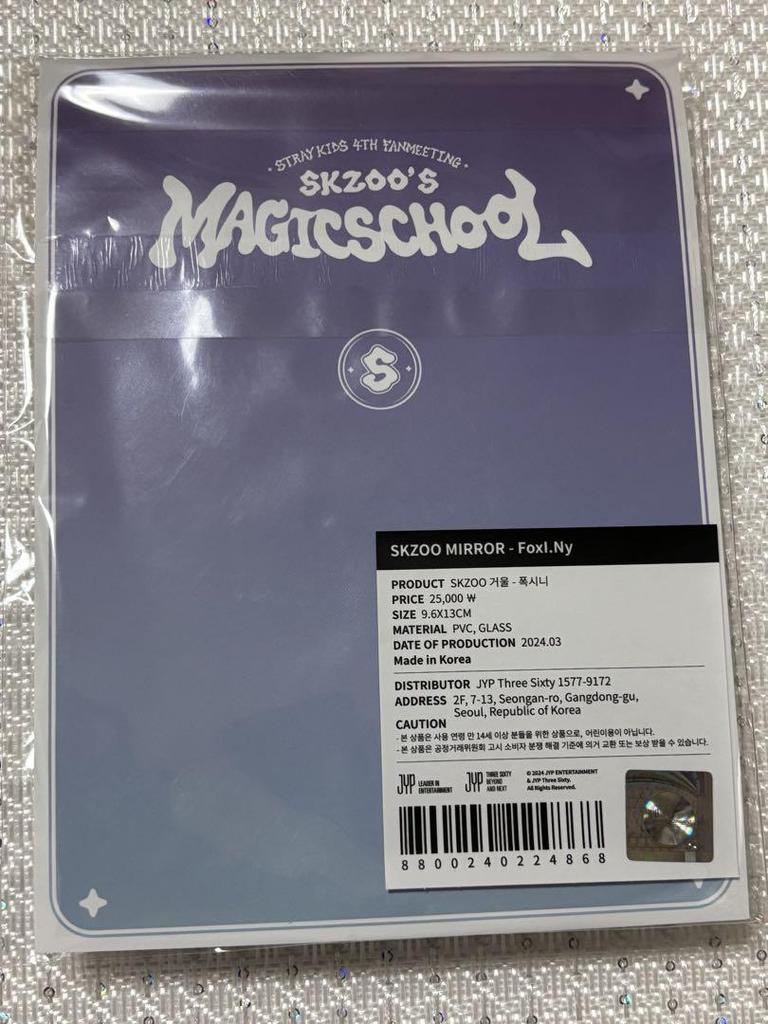 · STRAY KIDS 4TH FANMEETING ·
SKZOO'S
MAGICSCHOOL
S
SKZOO MIRROR - FoxI.Ny
PRODUCT SKZOO 거울 - 폭시니
PRICE 25,000 ₩
SIZE 9.6X13CM
MATERIAL PVC, GLASS
DATE OF PRODUCTION 2024.03
Made in Korea
DISTRIBUTOR JYP Three Sixty 1577-9172
ADDRESS 2F, 7-13, Seongan-ro, Gangdong-gu,
Seoul, Republic of Korea
CAUTION
- 본 상품은 사용 연령 만 14세 이상 분들을 위한 상품으로, 어린이용이 아닙니다.
- 본 상품은 공정거래위원회 고시 소비자 분쟁 해결 기준에 의거 교환 또는 보상 받을 수 있습니다.
JYP LEADER IN ENTERTAINMENT
JYP THREE SIXTY BEYOND AND NEXT
© 2024 JYP ENTERTAINMENT
& JYP Three Sixty.
All Rights Reserved.
8800240224868